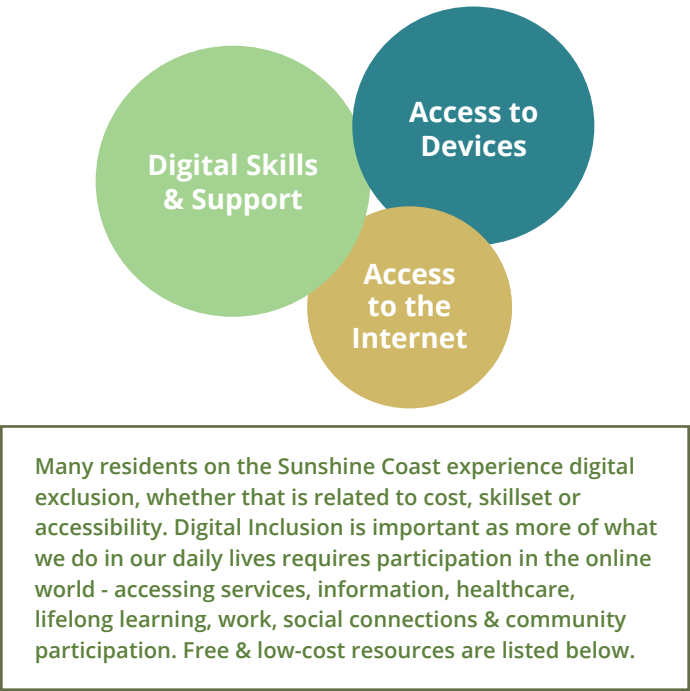 Digital Skills
& Support
Access to
Devices
Access
to the
Internet
Many residents on the Sunshine Coast experience digital
exclusion, whether that is related to cost, skillset or
accessibility. Digital Inclusion is important as more of what
we do in our daily lives requires participation in the online
world - accessing services, information, healthcare,
lifelong learning, work, social connections & community
participation. Free & low-cost resources are listed below.